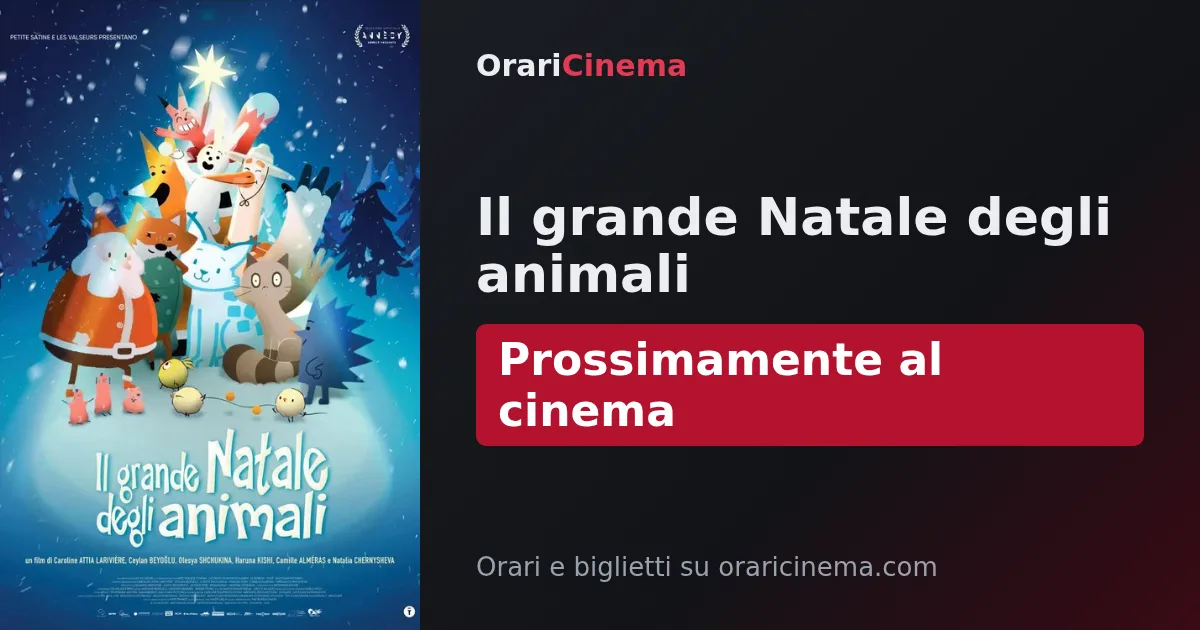 PETITE SATINE E LES VALSEURS PRESENTANO
ANNECY
Il grande Natale
degli animali
un film di Caroline ATTIA LARIVIÈRE, Ceylan BEYOĞLU, Olesya SHCHUKINA, Haruna KISHI, Camille ALMÉRAS e Natalia CHERNYSHEVA
OrariCinema
Il grande Natale degli
animali
Prossimamente al
cinema
Orari e biglietti su oraricinema.com